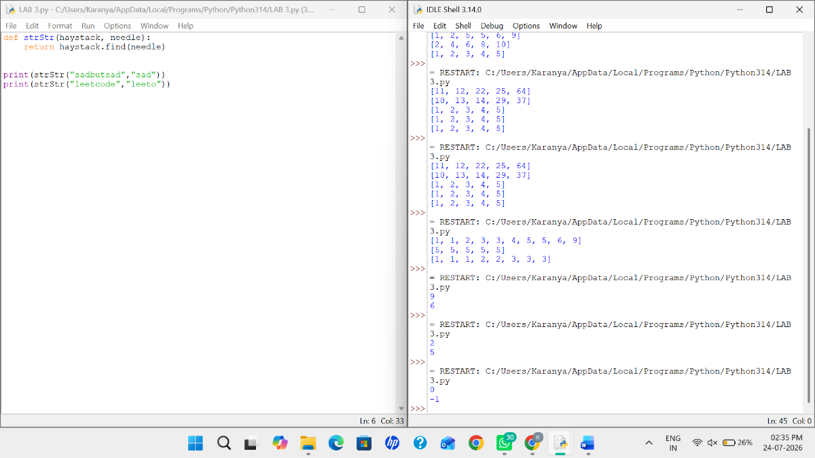 LAB 3.py - C:/Users/Karanya/AppData/Local/Programs/Python/Python314/LAB 3.py (3....
File Edit Format Run Options Window Help
def strStr(haystack, needle):
    return haystack.find(needle)
print(strStr("sadbutsad","sad"))
print(strStr("leetcode","leeto"))
Ln: 6 Col: 33
IDLE Shell 3.14.0
File Edit Shell Debug Options Window Help
[1, 2, 5, 5, 6, 9]
[2, 4, 6, 8, 10]
[1, 2, 3, 4, 5]
>>>
= RESTART: C:/Users/Karanya/AppData/Local/Programs/Python/Python314/LAB
3.py
[11, 12, 22, 25, 64]
[10, 13, 14, 29, 37]
[1, 2, 3, 4, 5]
[1, 2, 3, 4, 5]
[1, 2, 3, 4, 5]
>>>
= RESTART: C:/Users/Karanya/AppData/Local/Programs/Python/Python314/LAB
3.py
[11, 12, 22, 25, 64]
[10, 13, 14, 29, 37]
[1, 2, 3, 4, 5]
[1, 2, 3, 4, 5]
[1, 2, 3, 4, 5]
>>>
= RESTART: C:/Users/Karanya/AppData/Local/Programs/Python/Python314/LAB
3.py
[1, 1, 2, 3, 3, 4, 5, 5, 6, 9]
[5, 5, 5, 5, 5]
[1, 1, 1, 2, 2, 3, 3, 3]
>>>
= RESTART: C:/Users/Karanya/AppData/Local/Programs/Python/Python314/LAB
3.py
9
6
>>>
= RESTART: C:/Users/Karanya/AppData/Local/Programs/Python/Python314/LAB
3.py
2
5
>>>
= RESTART: C:/Users/Karanya/AppData/Local/Programs/Python/Python314/LAB
3.py
0
-1
>>>
Ln: 45 Col: 0
hp
30
ENG
IN
26%
02:35 PM
24-07-2026